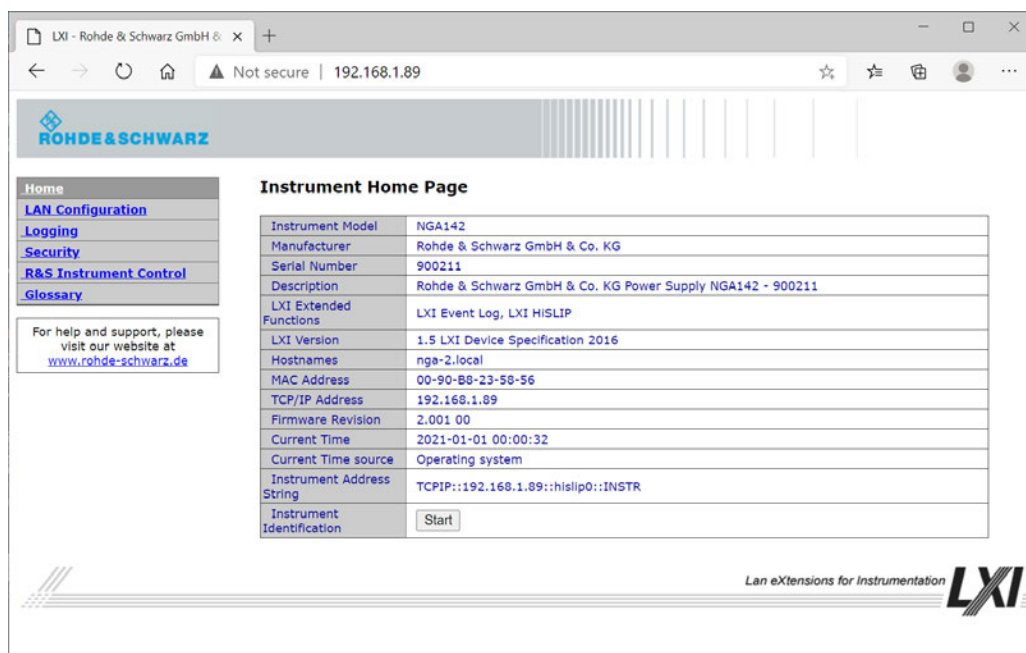 LXI - Rohde & Schwarz GmbH &
Not secure | 192.168.1.89
ROHDE&SCHWARZ
Home
LAN Configuration
Logging
Security
R&S Instrument Control
Glossary
For help and support, please
visit our website at
www.rohde-schwarz.de
Instrument Home Page
Instrument Model NGA142
Manufacturer Rohde & Schwarz GmbH & Co. KG
Serial Number 900211
Description Rohde & Schwarz GmbH & Co. KG Power Supply NGA142 - 900211
LXI Extended
Functions LXI Event Log, LXI HiSLIP
LXI Version 1.5 LXI Device Specification 2016
Hostnames nga-2.local
MAC Address 00-90-B8-23-58-56
TCP/IP Address 192.168.1.89
Firmware Revision 2.001 00
Current Time 2021-01-01 00:00:32
Current Time source Operating system
Instrument Address
String TCPIP::192.168.1.89::hislip0::INSTR
Instrument
Identification Start
Lan eXtensions for Instrumentation LXI